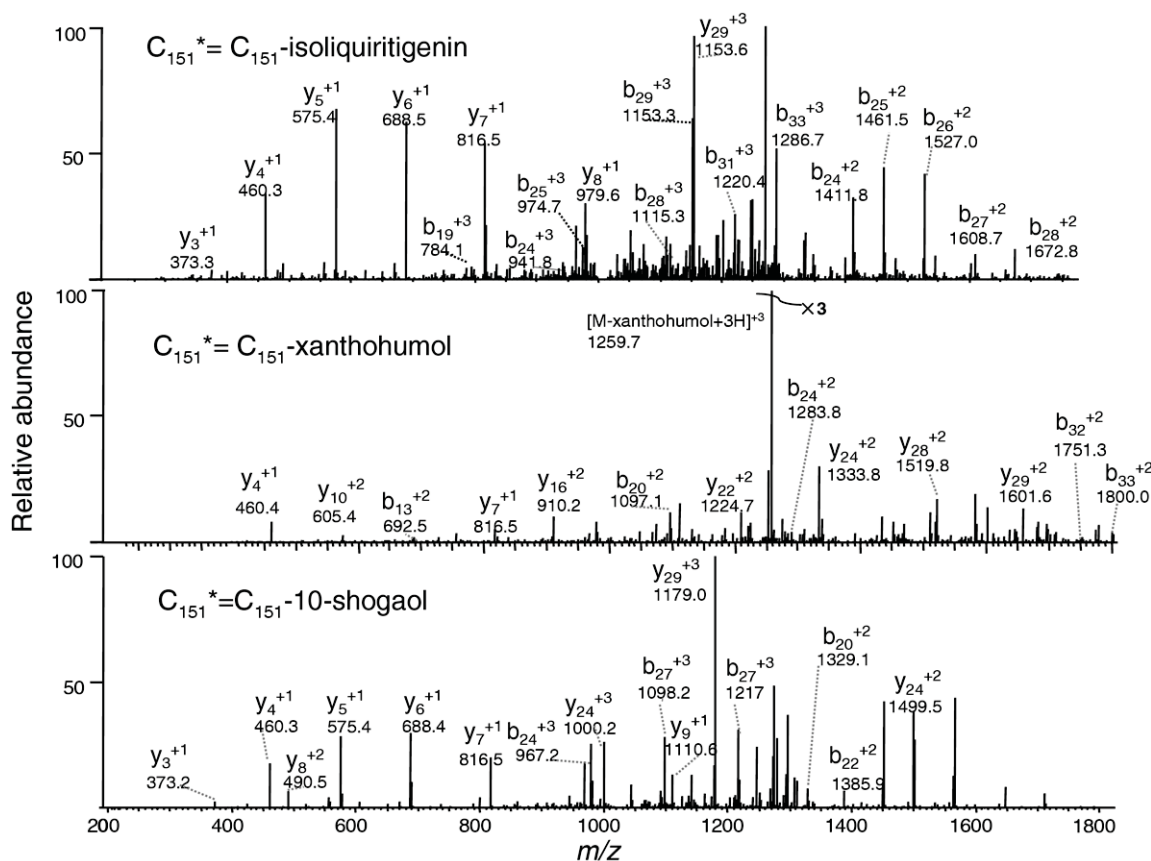 100
C151*= C151-isoliquiritigenin
y29+3
1153.6
y5+1
575.4
y6+1
688.5
y7+1
816.5
b29+3
1153.3
b33+3
1286.7
b25+2
1461.5
b26+2
1527.0
50
y4+1
460.3
b31+3
1220.4
b24+2
1411.8
y8+1
979.6
b25+3
974.7
b28+3
1115.3
y3+1
373.3
b19+3
784.1
b24+3
941.8
b27+2
1608.7
b28+2
1672.8
100
C151*= C151-xanthohumol
[M-xanthohumol+3H]+3
1259.7
×3
50
b24+2
1283.8
y4+1
460.4
y10+2
605.4
b13+2
692.5
y7+1
816.5
y16+2
910.2
b20+2
1097.1
y22+2
1224.7
y24+2
1333.8
y28+2
1519.8
y29+2
1601.6
b32+2
1751.3
b33+2
1800.0
Relative abundance
100
C151*=C151-10-shogaol
y29+3
1179.0
50
b20+2
1329.1
b27+3
1098.2
b27+3
1217
y24+2
1499.5
y4+1
460.3
y5+1
575.4
y6+1
688.4
y24+3
1000.2
y7+1
816.5
b24+3
967.2
y9+1
1110.6
y3+1
373.2
y8+2
490.5
b22+2
1385.9
200 400 600 800 1000 1200 1400 1600 1800
m/z